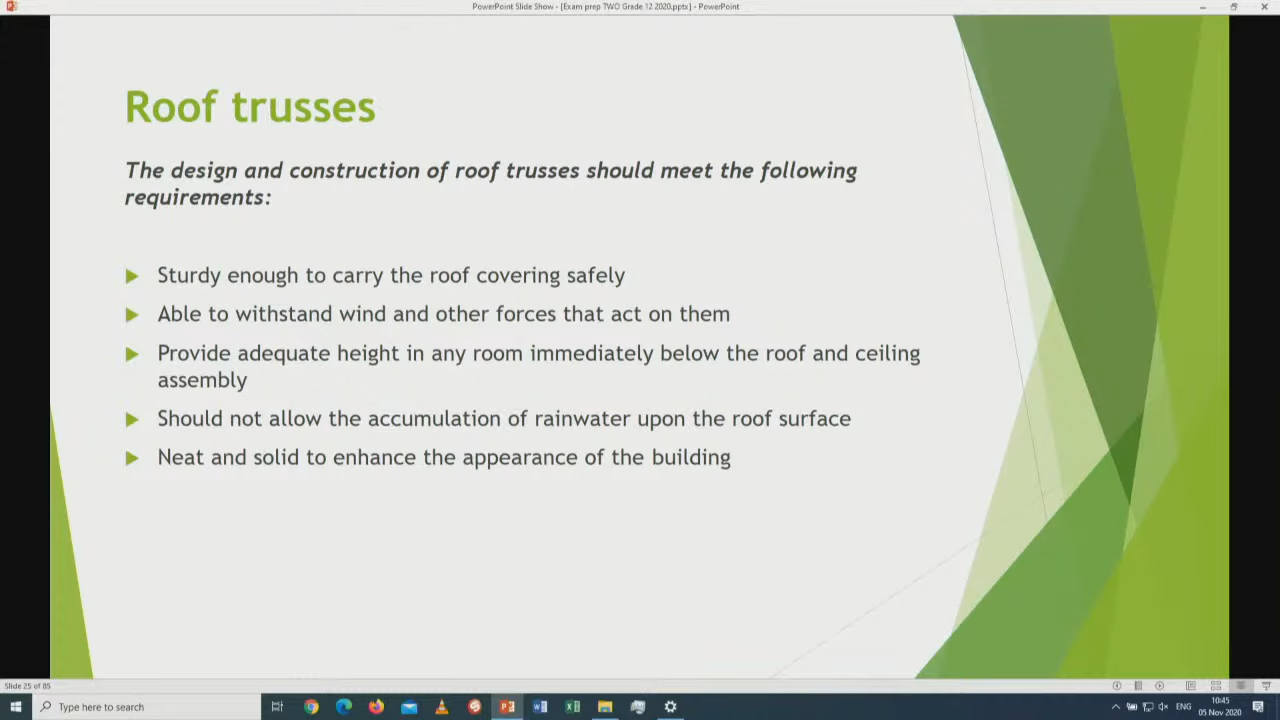 PowerPoint Slide Show - [Exam prep TWO Grade 12 2020.pptx] - PowerPoint
Roof trusses
The design and construction of roof trusses should meet the following
requirements:
Sturdy enough to carry the roof covering safely
Able to withstand wind and other forces that act on them
Provide adequate height in any room immediately below the roof and ceiling
assembly
Should not allow the accumulation of rainwater upon the roof surface
Neat and solid to enhance the appearance of the building
Slide 25 of 85
Type here to search
ENG
10:45
05 Nov 2020